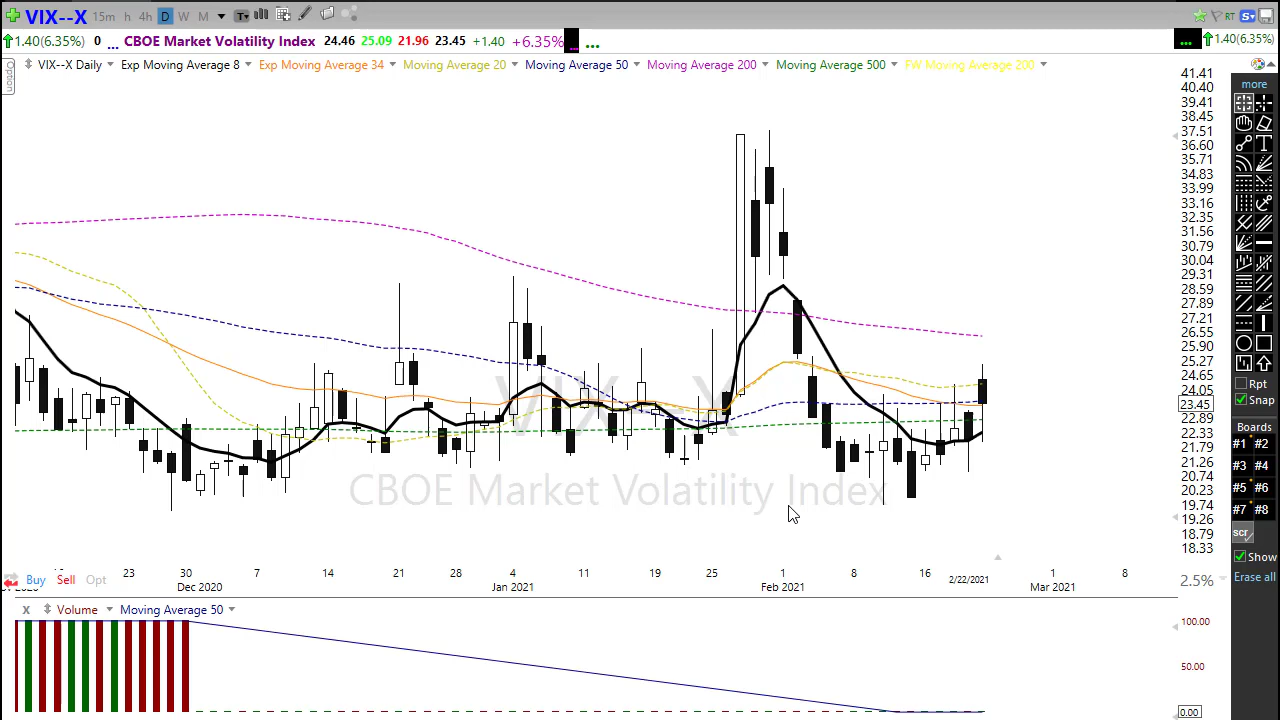 VIX--X 15m h 4h D W M T RT S
1.40(6.35%) 0 ... CBOE Market Volatility Index 24.46 25.09 21.96 23.45 +1.40 +6.35% ... ... 1.40(6.35%)
Option
VIX--X Daily Exp Moving Average 8 Exp Moving Average 34 Moving Average 20 Moving Average 50 Moving Average 200 Moving Average 500 FW Moving Average 200
41.41
40.40
39.41
38.45
37.51
36.60
35.71
34.83
33.99
33.16
32.35
31.56
30.79
30.04
29.31
28.59
27.89
27.21
26.55
25.90
25.27
24.65
24.05
23.45
22.89
22.33
21.79
21.26
20.74
20.23
19.74
19.26
18.79
18.33
VIX--X
CBOE Market Volatility Index
23 30 7 14 21 28 4 11 19 25 1 8 16 2/22/2021 1 8
Dec 2020 Jan 2021 Feb 2021 Mar 2021
Buy Sell Opt 2.5%
X Volume Moving Average 50
100.00
50.00
0.00
more
T
Rpt
Snap
Boards
#1 #2
#3 #4
#5 #6
#7 #8
scr
Show
Erase all